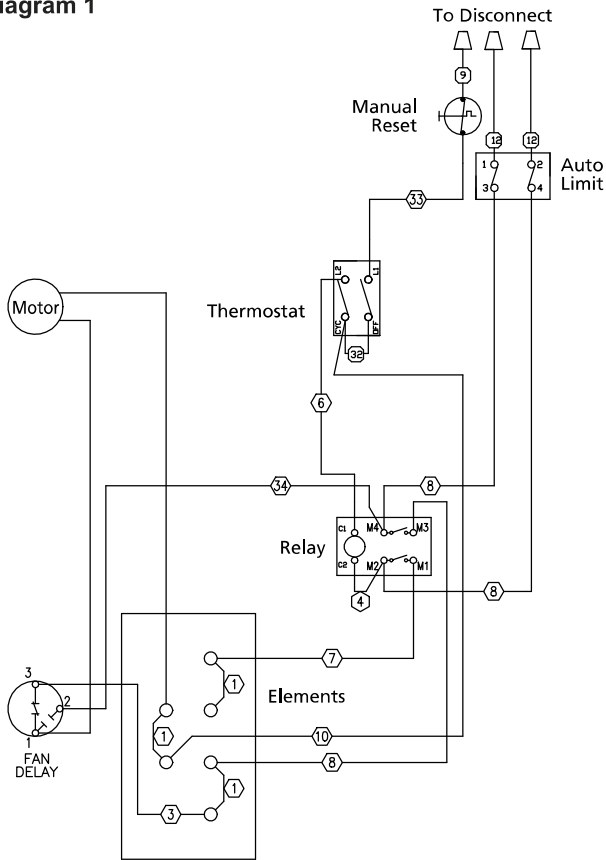 iagram 1
To Disconnect
9
Manual
Reset
12
12
1
2
Auto
Limit
3
4
33
L2
L1
Motor
Thermostat
CYC
OFF
32
6
34
8
C1
M4
M3
Relay
C2
M2
M1
4
8
7
3
1
Elements
2
1
10
1
8
FAN
DELAY
1
3